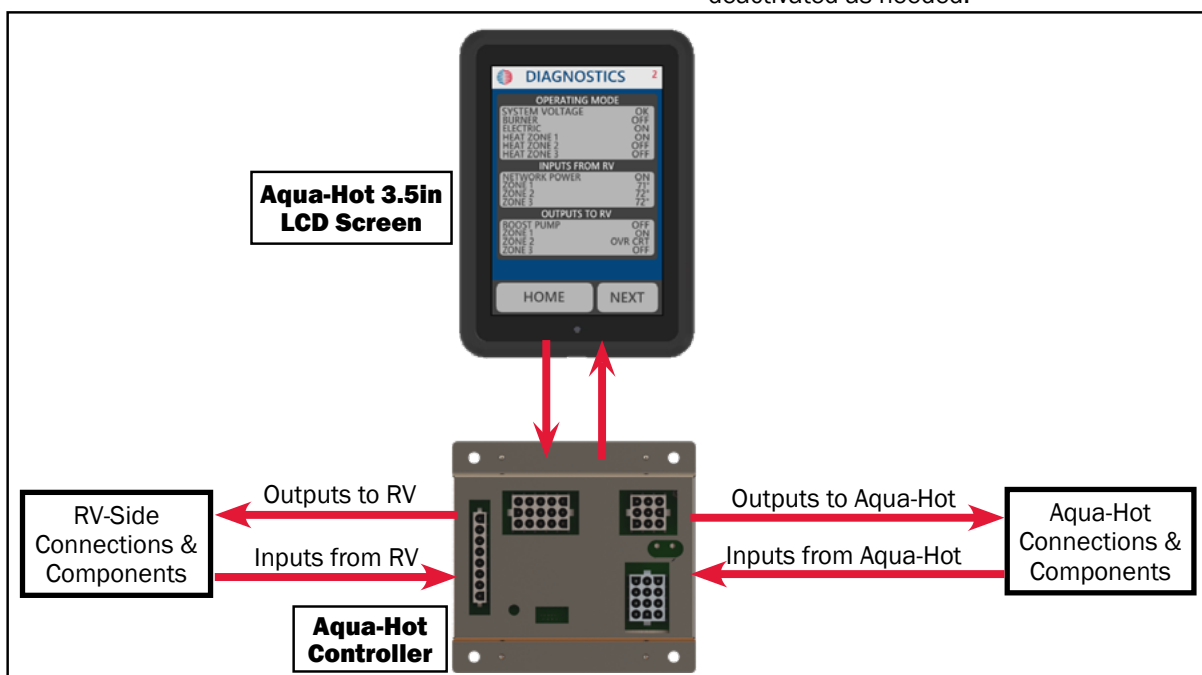 deactivated as needed.
DIAGNOSTICS 2
OPERATING MODE
SYSTEM VOLTAGE OK
BURNER OFF
ELECTRIC ON
HEAT ZONE 1 ON
HEAT ZONE 2 OFF
HEAT ZONE 3 OFF
INPUTS FROM RV
NETWORK POWER ON
ZONE 1 71°
ZONE 2 72°
ZONE 3 72°
OUTPUTS TO RV
BOOST PUMP OFF
ZONE 1 ON
ZONE 2 OVR CRT
ZONE 3 OFF
HOME NEXT
Aqua-Hot 3.5in
LCD Screen
Outputs to RV
Inputs from RV
RV-Side
Connections &
Components
Outputs to Aqua-Hot
Inputs from Aqua-Hot
Aqua-Hot
Connections &
Components
Aqua-Hot
Controller